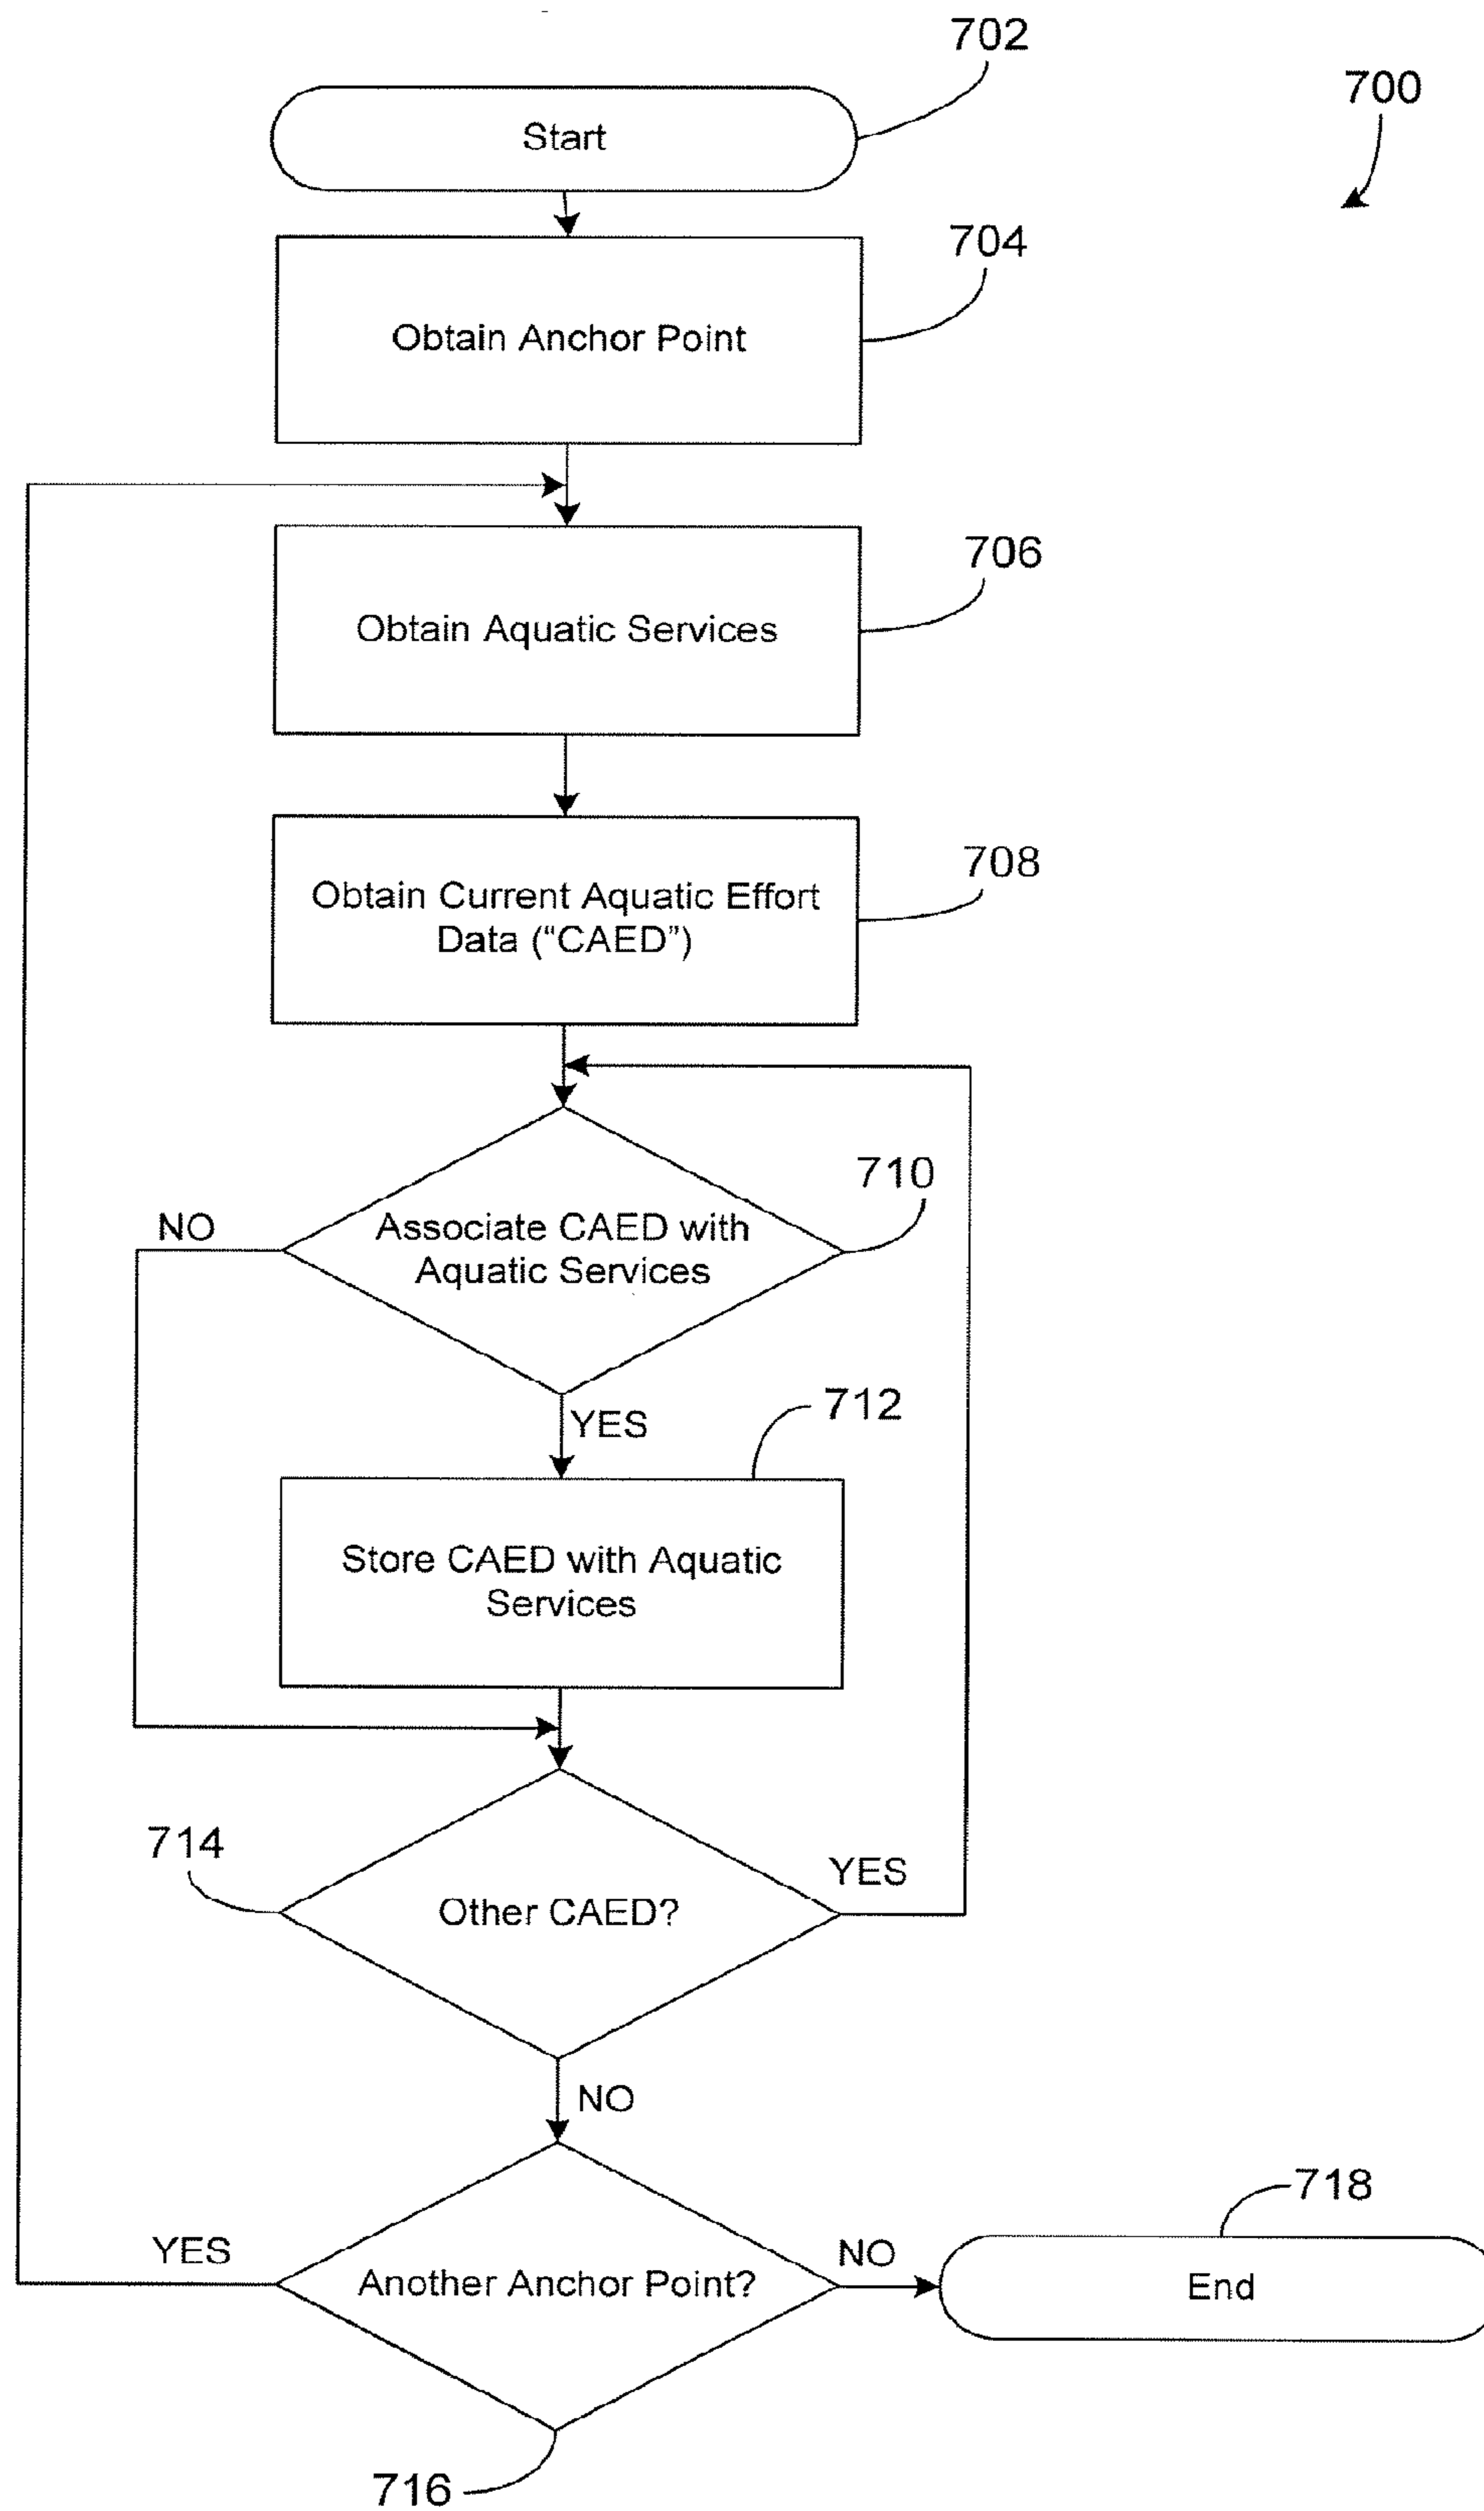 702
700
Start
704
Obtain Anchor Point
706
Obtain Aquatic Services
708
Obtain Current Aquatic Effort
Data (“CAED”)
710
NO
Associate CAED with
Aquatic Services
YES
712
Store CAED with Aquatic
Services
714
YES
Other CAED?
NO
718
YES
NO
Another Anchor Point?
End
716